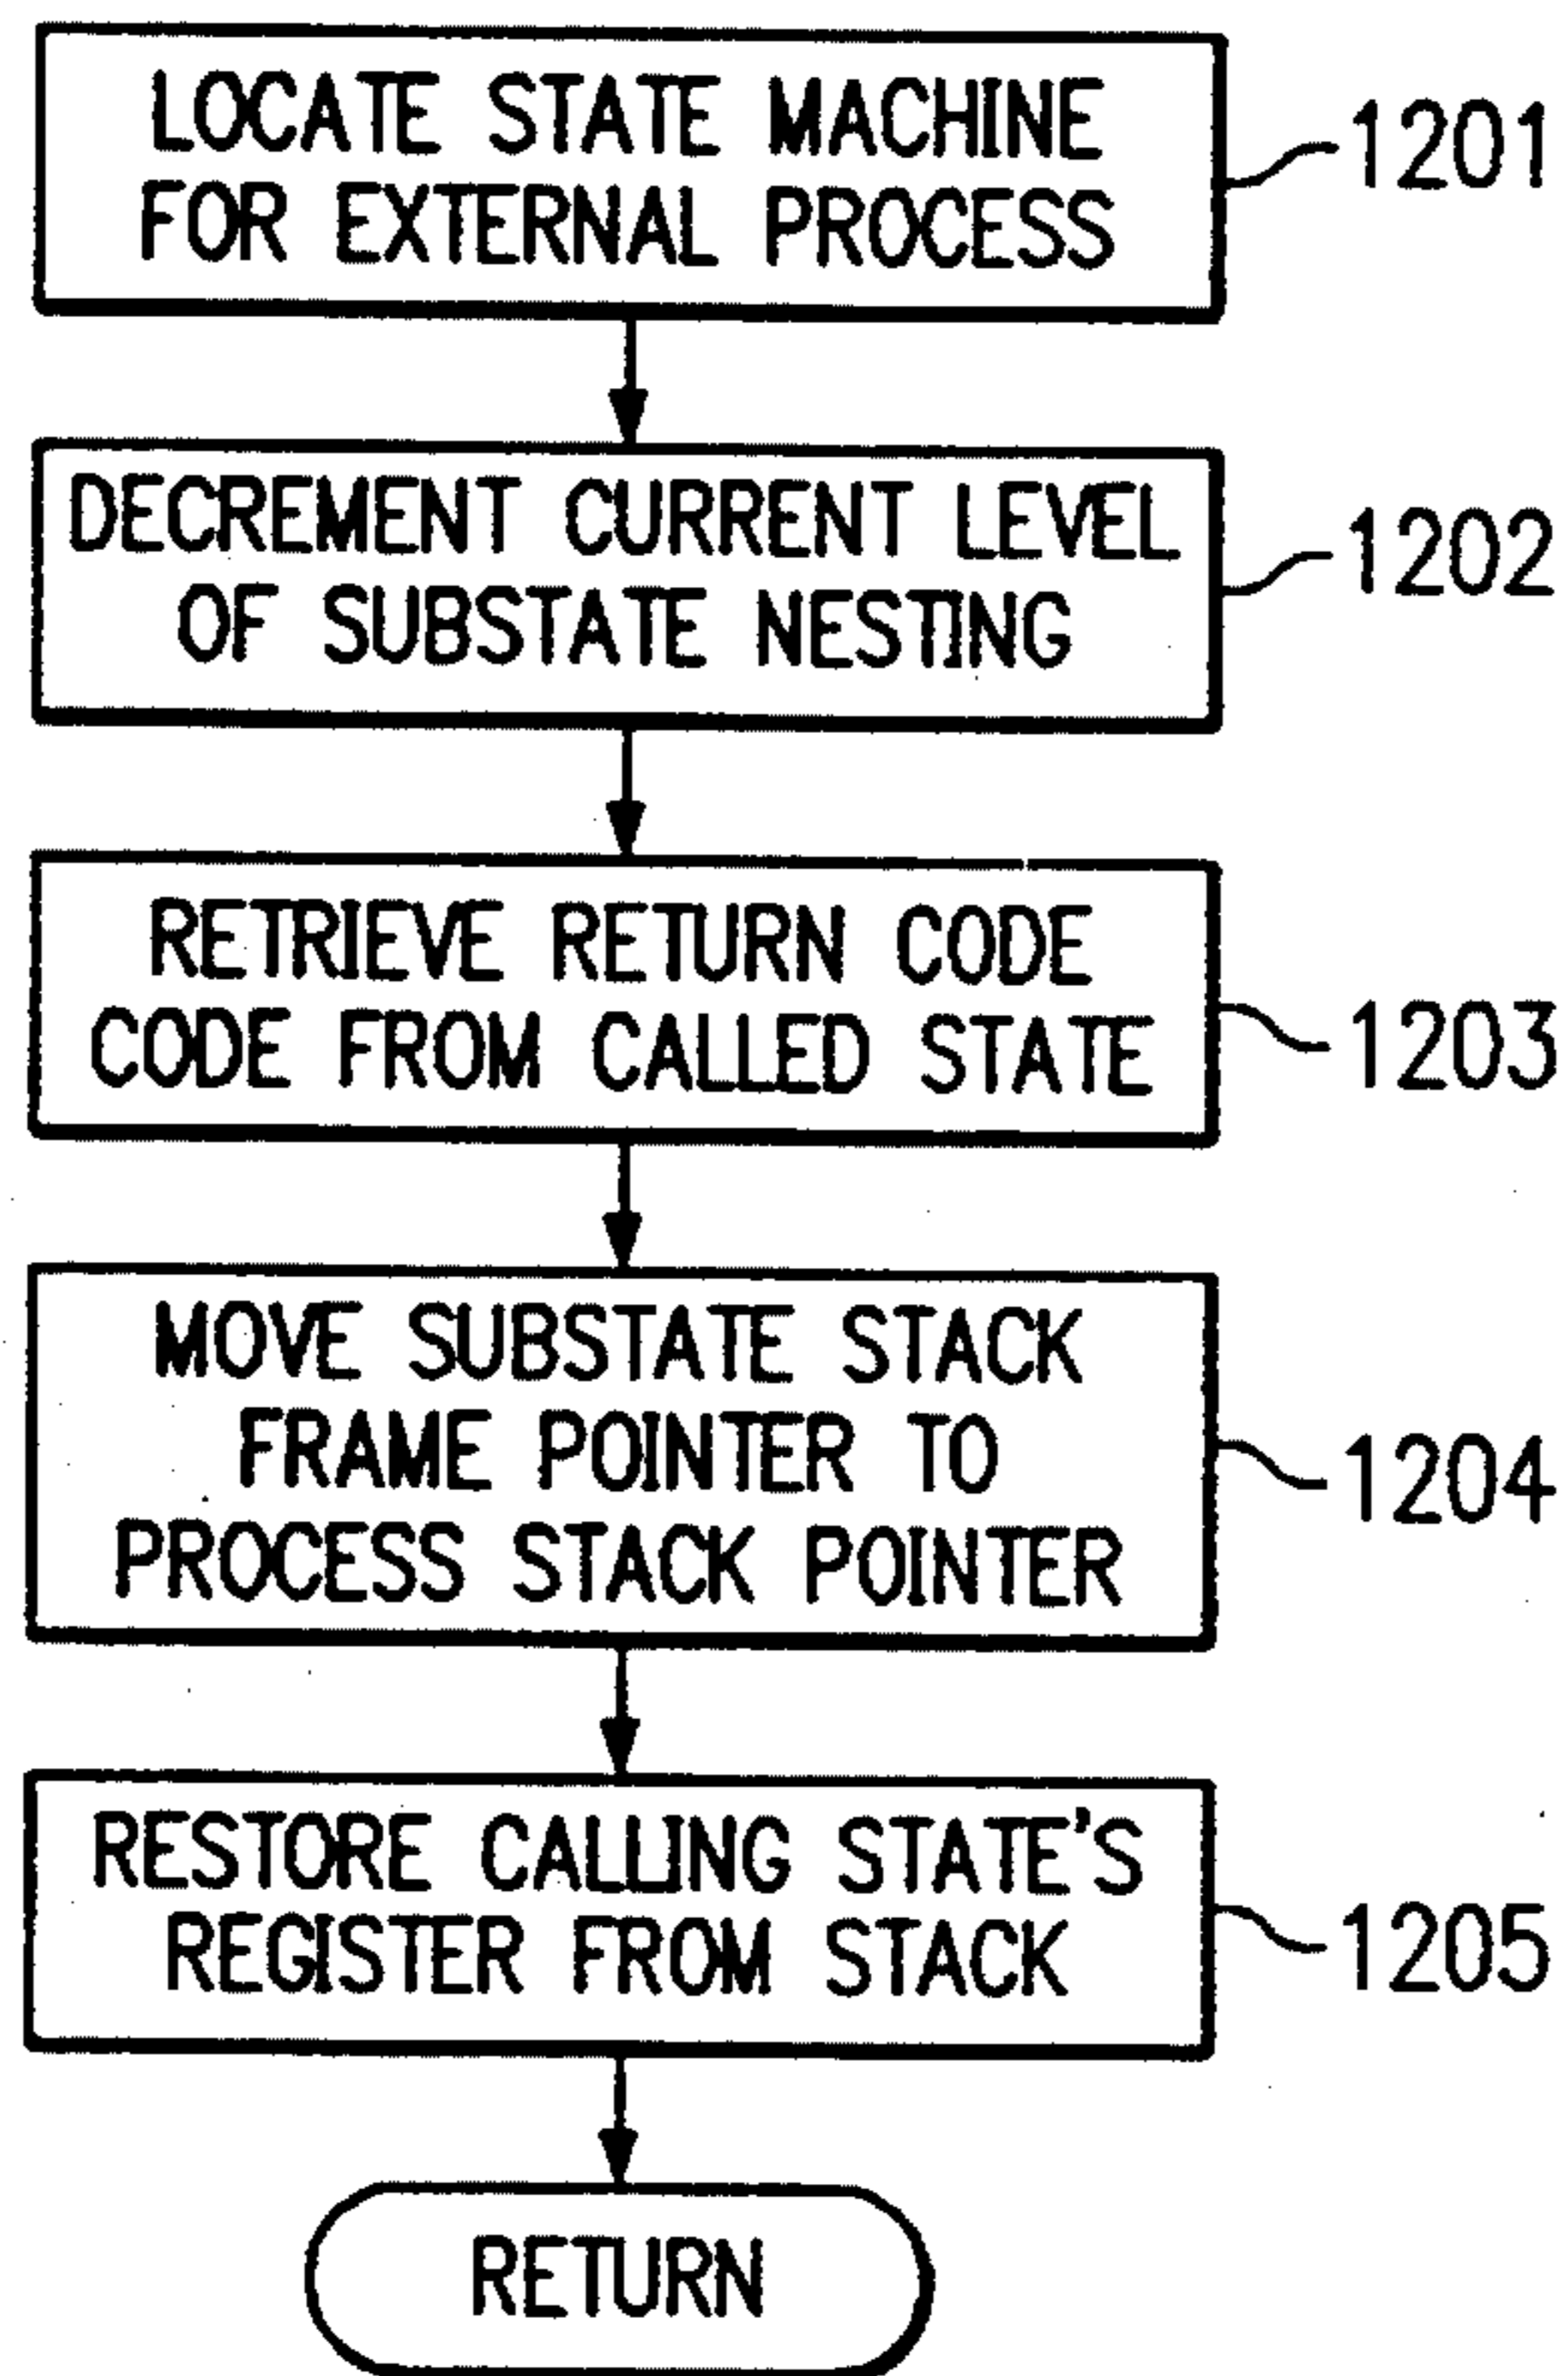 LOCATE STATE MACHINE
FOR EXTERNAL PROCESS
1201
DECREMENT CURRENT LEVEL
OF SUBSTATE NESTING
1202
RETRIEVE RETURN CODE
CODE FROM CALLED STATE
1203
MOVE SUBSTATE STACK
FRAME POINTER TO
PROCESS STACK POINTER
1204
RESTORE CALLING STATE'S
REGISTER FROM STACK
1205
RETURN